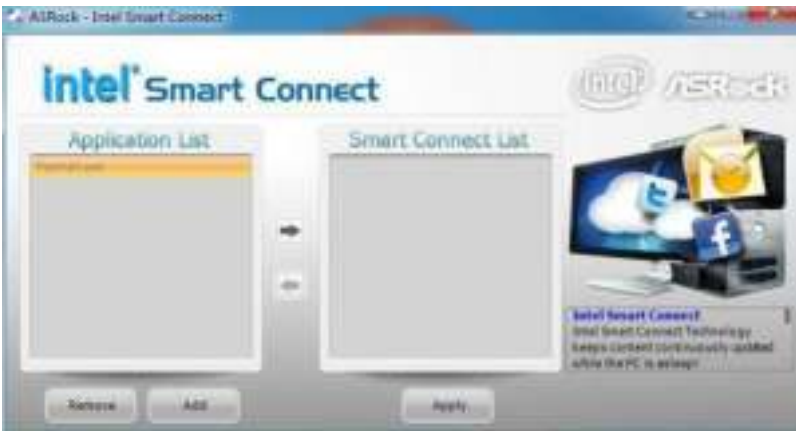 ASRock - Intel Smart Connect
intel Smart Connect
intel ASRock
Application List
Smart Connect List
Intel Smart Connect
Intel Smart Connect Technology
keeps content continuously updated
while the PC is asleep!
Remove Add Apply